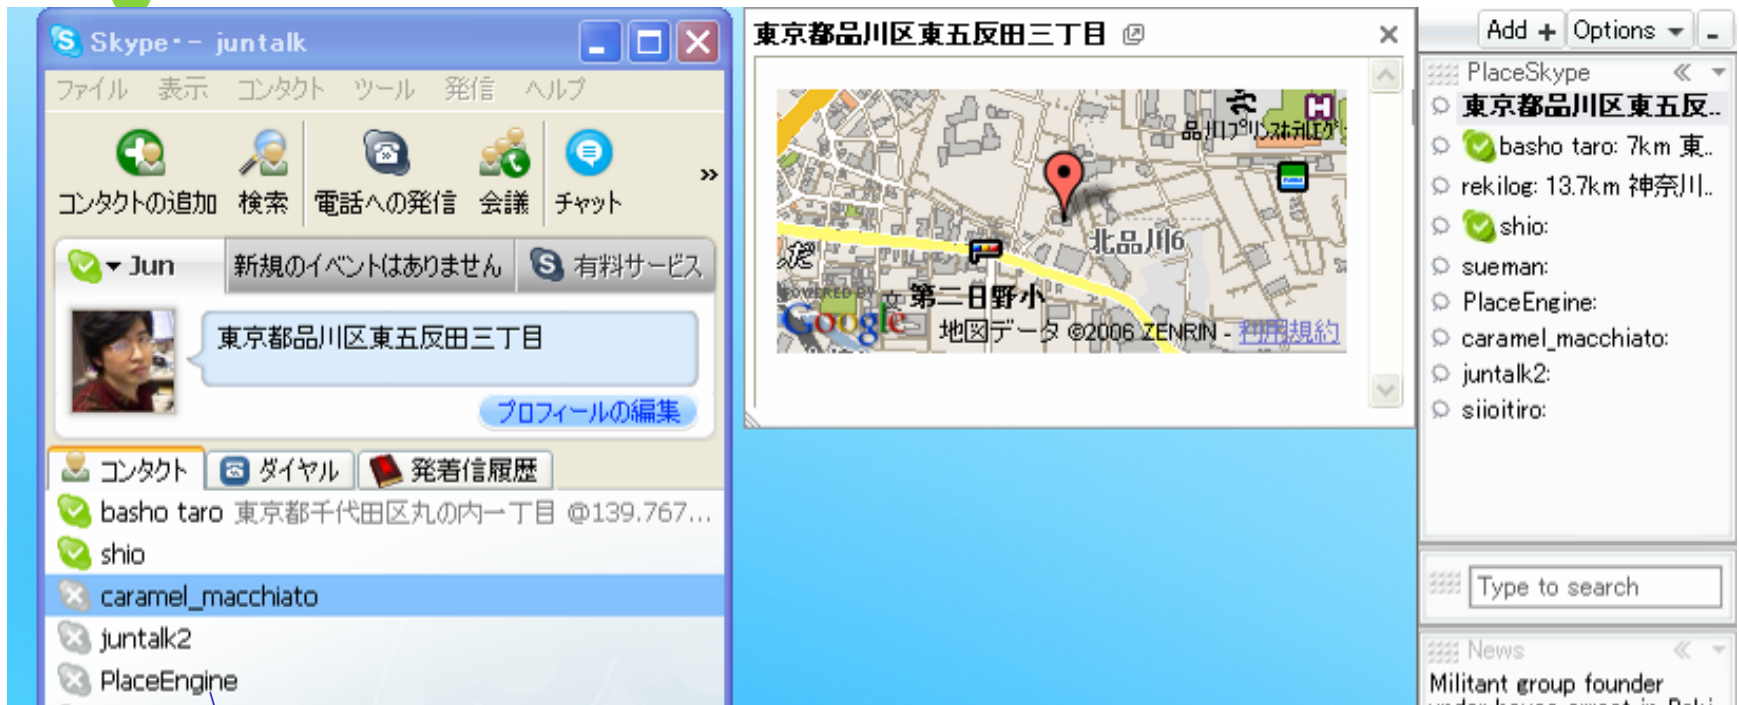 Skype・- juntalk
ファイル 表示 コンタクト ツール 発信 ヘルプ
コンタクトの追加 検索 電話への発信 会議 チャット »
Jun 新規のイベントはありません 有料サービス
東京都品川区東五反田三丁目
プロフィールの編集
コンタクト ダイヤル 発着信履歴
basho taro 東京都千代田区丸の内一丁目 @139.767...
shio
caramel_macchiato
juntalk2
PlaceEngine
東京都品川区東五反田三丁目
品川プリンスホテル
北品川6
第二日野小
POWERED BY
Google
地図データ ©2006 ZENRIN - 利用規約
Add + Options
PlaceSkype
東京都品川区東五反..
basho taro: 7km 東..
rekilog: 13.7km 神奈川..
shio:
sueman:
PlaceEngine:
caramel_macchiato:
juntalk2:
siioitiro:
Type to search
News
Militant group founder
under house arrest in Paki